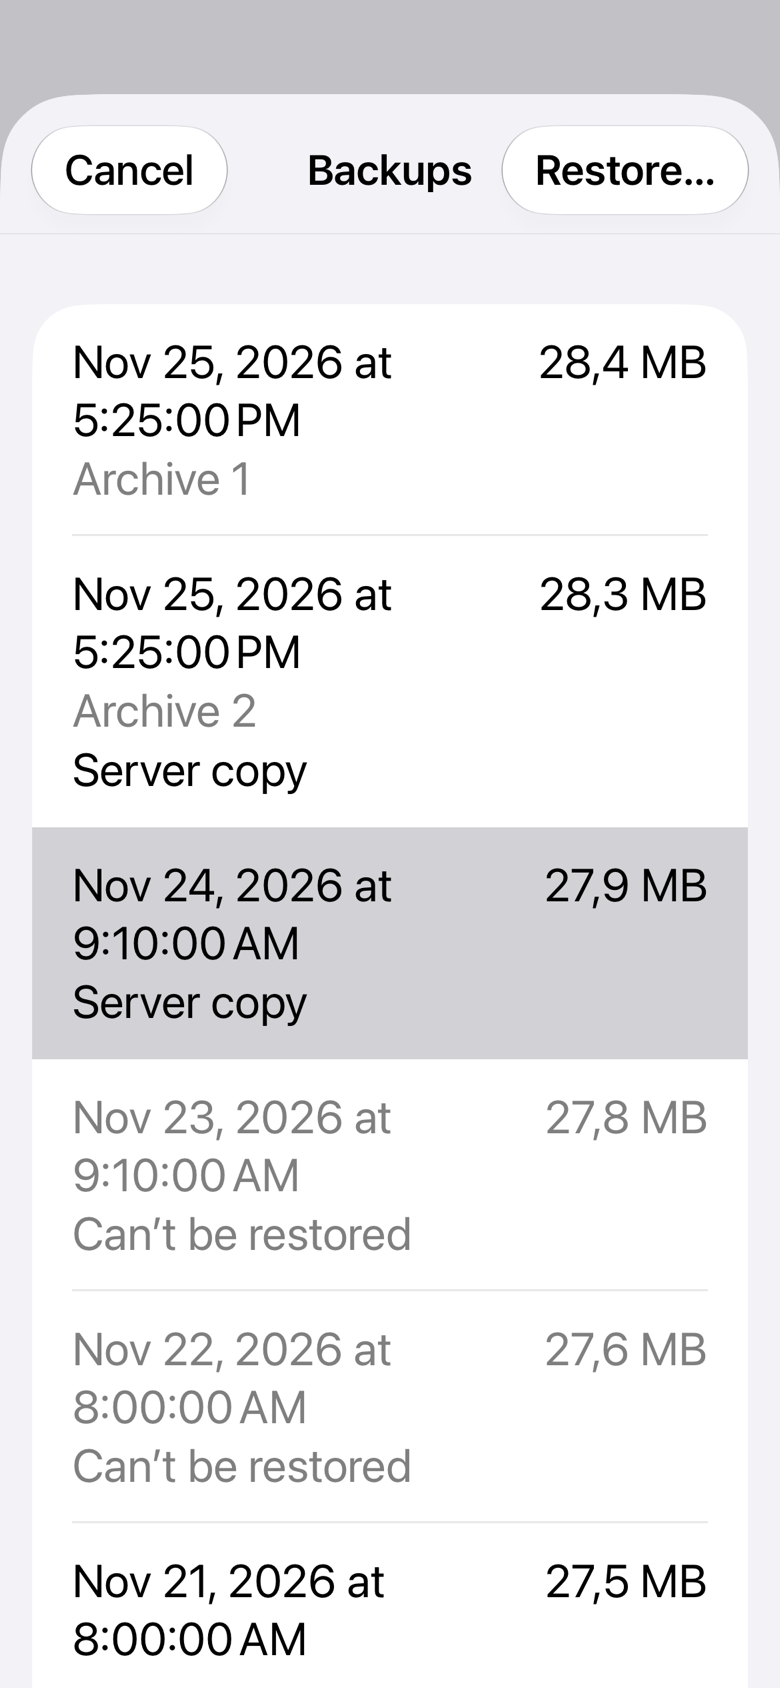 Cancel
Backups
Restore...
Nov 25, 2026 at 28,4 MB
5:25:00 PM
Archive 1
Nov 25, 2026 at 28,3 MB
5:25:00 PM
Archive 2
Server copy
Nov 24, 2026 at 27,9 MB
9:10:00 AM
Server copy
Nov 23, 2026 at 27,8 MB
9:10:00 AM
Can’t be restored
Nov 22, 2026 at 27,6 MB
8:00:00 AM
Can’t be restored
Nov 21, 2026 at 27,5 MB
8:00:00 AM